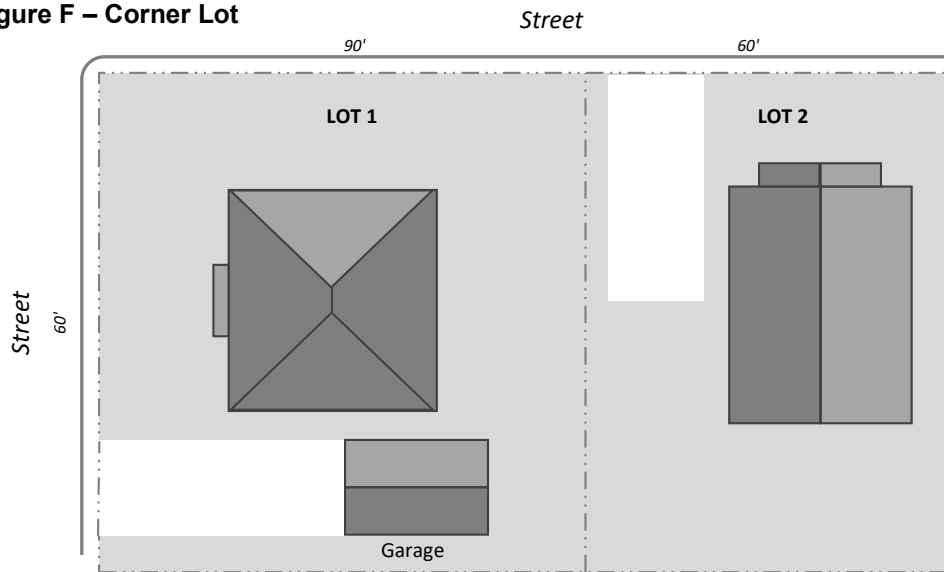 gure F – Corner Lot
Street
90'
60'
LOT 1
LOT 2
Street
60'
Garage